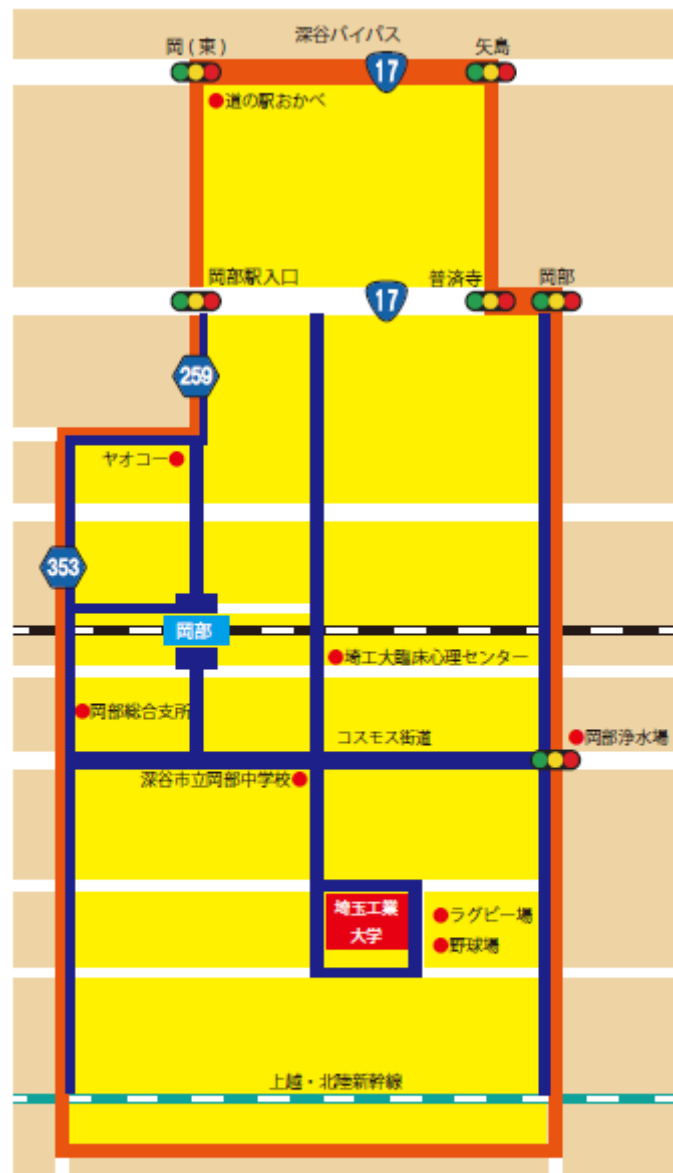 深谷バイパス
岡(東)
矢島
17
道の駅おかべ
岡部駅入口
普済寺
岡部
17
259
ヤオコー
353
岡部
埼工大臨床心理センター
岡部総合支所
コスモス街道
岡部浄水場
深谷市立岡部中学校
埼玉工業
大学
ラグビー場
野球場
上越・北陸新幹線